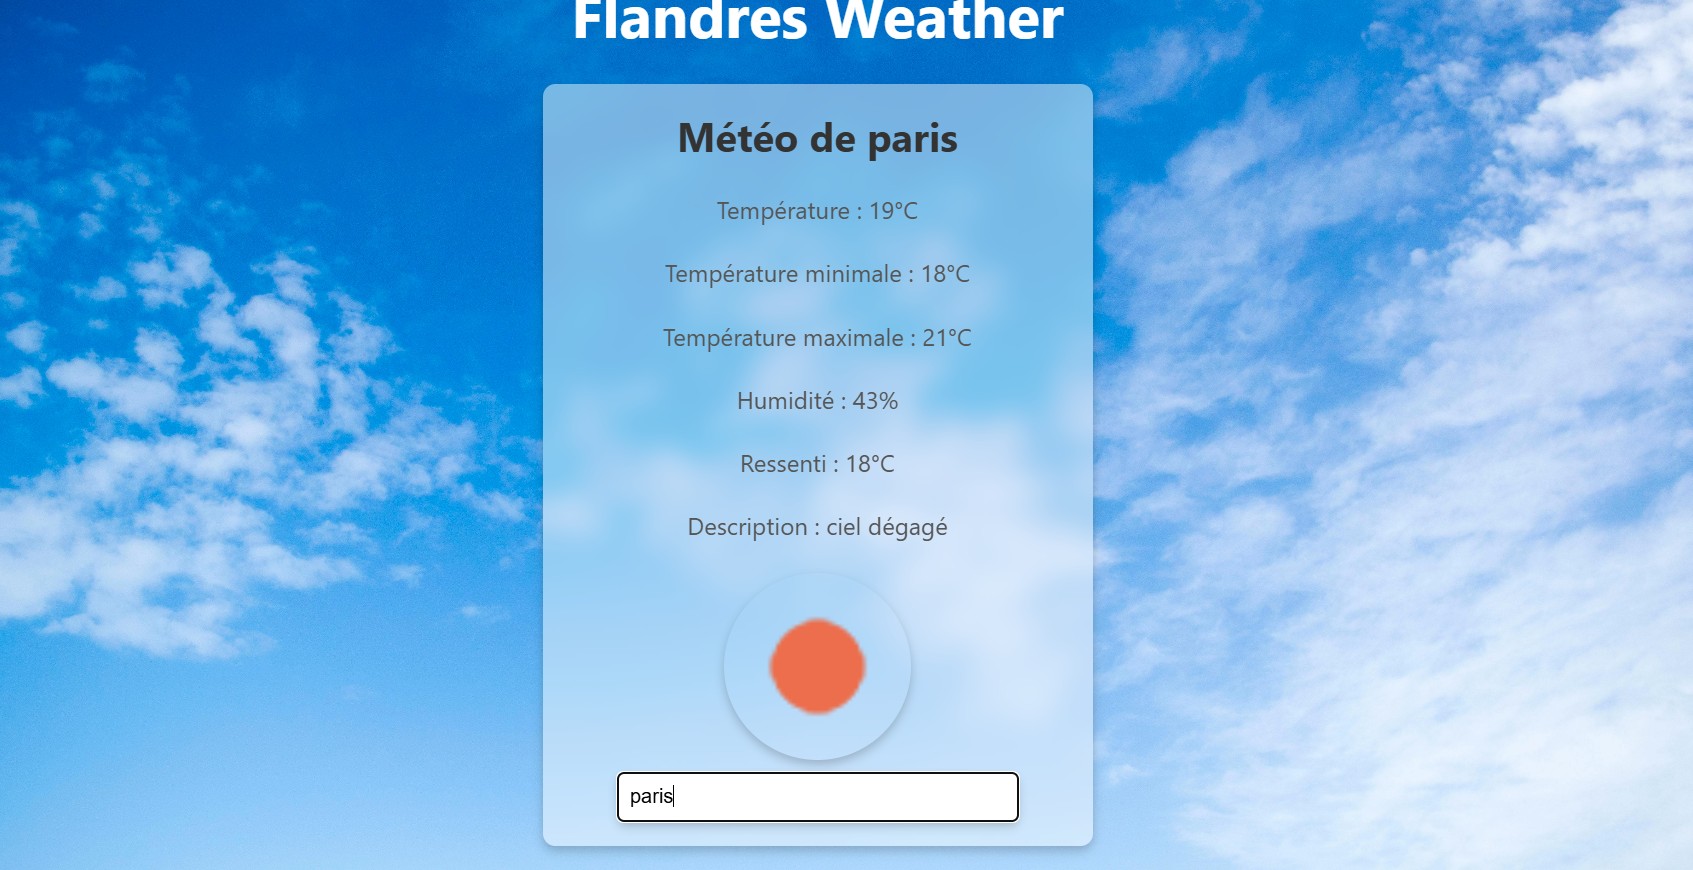 Flandres Weather
Météo de paris
Température : 19°C
Température minimale : 18°C
Température maximale : 21°C
Humidité : 43%
Ressenti : 18°C
Description : ciel dégagé
paris